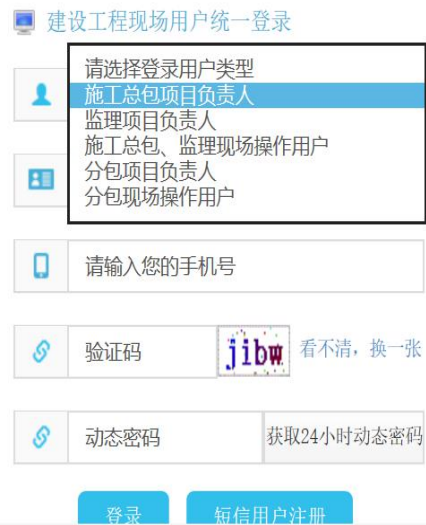 建设工程现场用户统一登录
请选择登录用户类型
施工总包项目负责人
监理项目负责人
施工总包、监理现场操作用户
分包项目负责人
分包现场操作用户
请输入您的手机号
验证码 jibw 看不清，换一张
动态密码 获取24小时动态密码
登录 短信用户注册